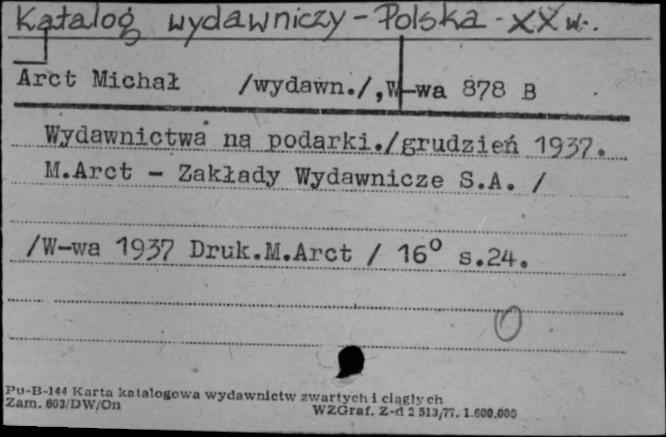 Katalog wydawniczy - Polska - XX w.
Arct Michał /wydawn./,W-wa 878 B
Wydawnictwa na podarki./grudzień 1937.
M.Arct - Zakłady Wydawnicze S.A. /
/W-wa 1937 Druk.M.Arct / 16° s.24.
Pu-B-144 Karta katalogowa wydawnictw zwartych i ciągłych
Zam. 603/DW/On WZGraf. Z-d 2 513/77. 1.600.000